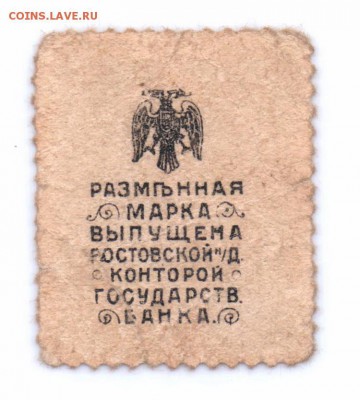 COINS.LAVE.RU
РАЗМѢННАЯ
МАРКА
ВЫПУЩЕНА
РОСТОВСКОЙ Н/Д.
КОНТОРОЙ
ГОСУДАРСТВ.
БАНКА.